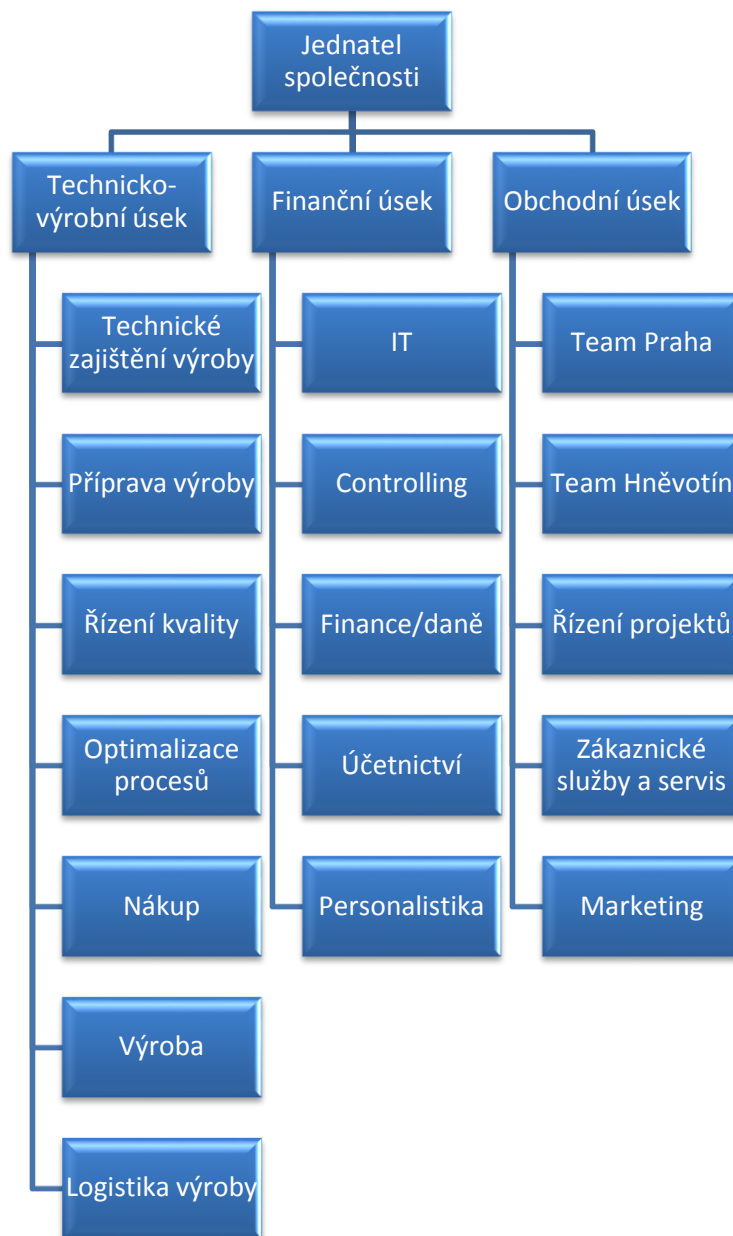 Jednatel
společnosti
Technicko-
výrobní úsek
Finanční úsek
Obchodní úsek
Technické
zajištění výroby
IT
Team Praha
Příprava výroby
Controlling
Team Hněvotín
Řízení kvality
Finance/daně
Řízení projektů
Optimalizace
procesů
Účetnictví
Zákaznické
služby a servis
Nákup
Personalistika
Marketing
Výroba
Logistika výroby